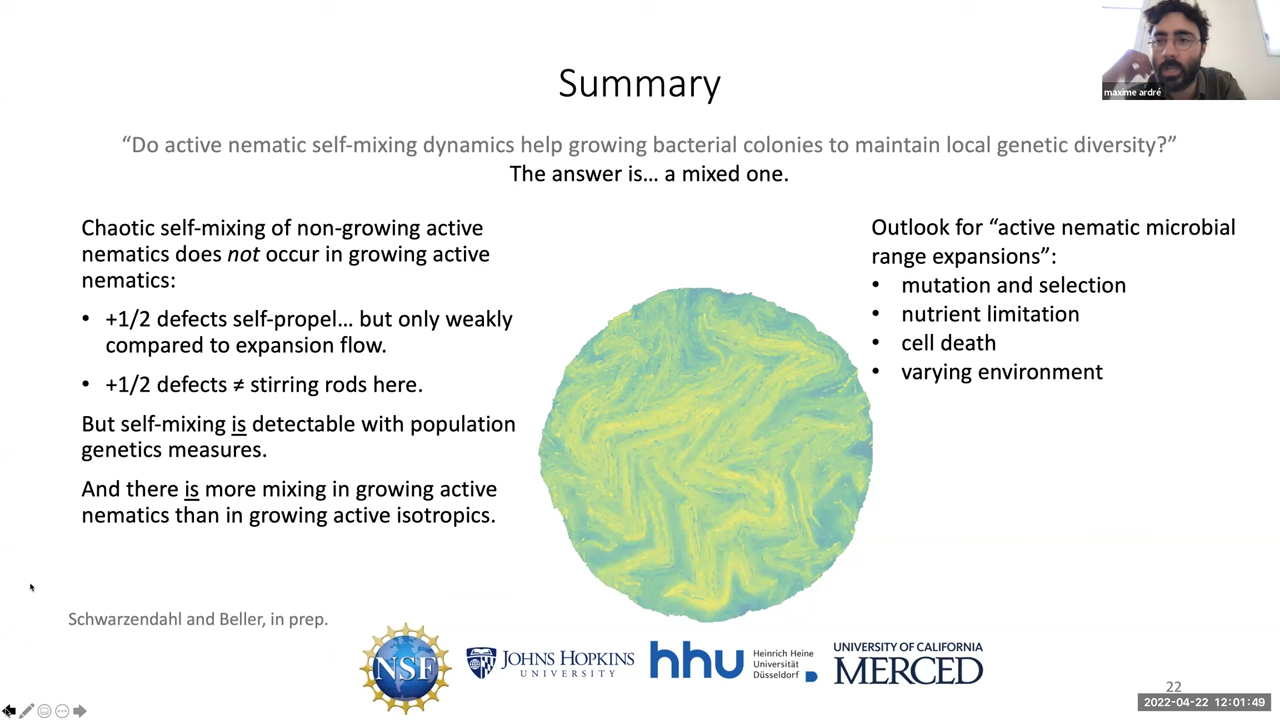 maxime ardré
Summary
“Do active nematic self-mixing dynamics help growing bacterial colonies to maintain local genetic diversity?”
The answer is… a mixed one.
Chaotic self-mixing of non-growing active
nematics does not occur in growing active
nematics:
• +1/2 defects self-propel… but only weakly
compared to expansion flow.
• +1/2 defects ≠ stirring rods here.
But self-mixing is detectable with population
genetics measures.
And there is more mixing in growing active
nematics than in growing active isotropics.
Outlook for “active nematic microbial
range expansions”:
• mutation and selection
• nutrient limitation
• cell death
• varying environment
Schwarzendahl and Beller, in prep.
NSF
JOHNS HOPKINS
UNIVERSITY
hhu
Heinrich Heine
Universität
Düsseldorf
UNIVERSITY OF CALIFORNIA
MERCED
22
2022-04-22 12:01:49